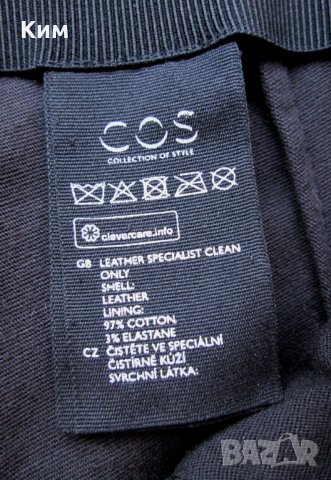 Ким
COS
COLLECTION OF STYLE
clevercare.info
GB LEATHER SPECIALIST CLEAN
ONLY
SHELL:
LEATHER
LINING:
97% COTTON
3% ELASTANE
CZ ČISTĚTE VE SPECIÁLNÍ
ČISTÍRNĚ KŮŽÍ
SVRCHNÍ LÁTKA:
BAZAR